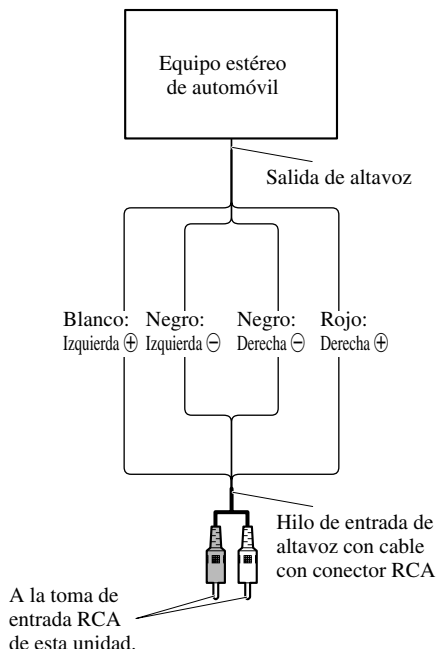 Equipo estéreo
de automóvil
Salida de altavoz
Blanco:
Izquierda ⊕
Negro:
Izquierda ⊖
Negro:
Derecha ⊖
Rojo:
Derecha ⊕
Hilo de entrada de
altavoz con cable
con conector RCA
A la toma de
entrada RCA
de esta unidad.